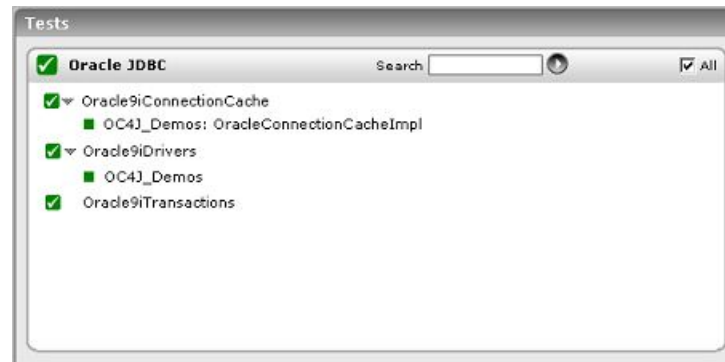 Tests
Oracle JDBC Search All
Oracle9iConnectionCache
OC4J_Demos: OracleConnectionCacheImpl
Oracle9iDrivers
OC4J_Demos
Oracle9iTransactions